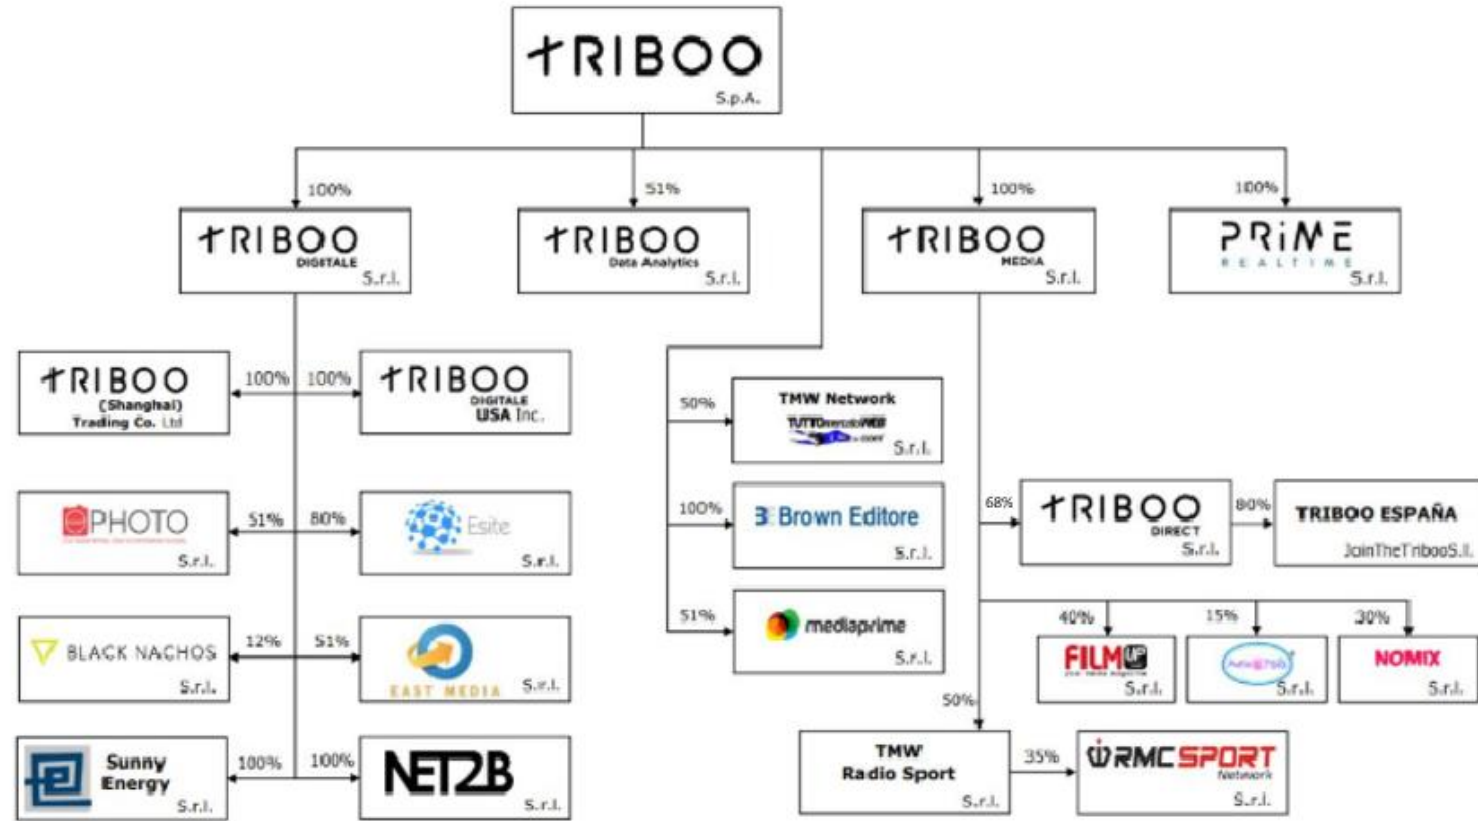 TRIBOO
S.p.A.
100%
51%
100%
100%
TRIBOO
DIGITALE
S.r.l.
TRIBOO
Data Analytics
S.r.l.
TRIBOO
MEDIA
S.r.l.
PRiME
REALTIME
S.r.l.
TRIBOO
(Shanghai)
Trading Co. Ltd
100%
100%
TRIBOO
DIGITALE
USA Inc.
50%
TMW Network
TUTTOmercatoWEB
.com
S.r.l.
PHOTO
S.r.l.
51%
80%
Esite
S.r.l.
100%
Brown Editore
S.r.l.
68%
TRIBOO
DIRECT
S.r.l.
80%
TRIBOO ESPAÑA
JoinTheTribooS.l.
BLACK NACHOS
S.r.l.
12%
51%
EAST MEDIA
S.r.l.
51%
mediaprime
S.r.l.
40%
15%
30%
FILMUP
S.r.l.
S.r.l.
NOMIX
S.r.l.
Sunny
Energy
S.r.l.
100%
100%
NET2B
S.r.l.
50%
TMW
Radio Sport
S.r.l.
35%
RMC SPORT
Network
S.r.l.